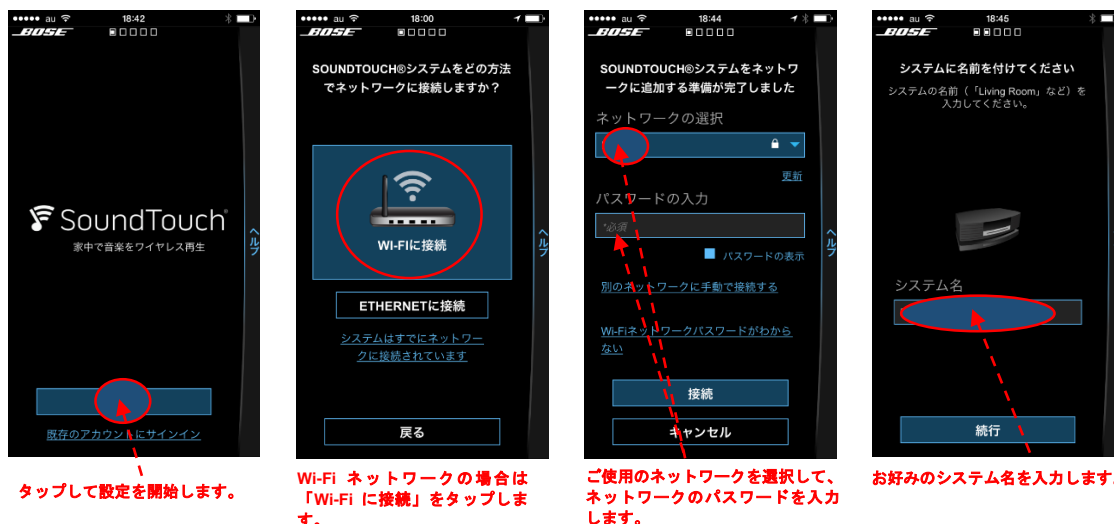 au 18:42
BOSE
SoundTouch®
家中で音楽をワイヤレス再生
ヘルプ
既存のアカウントにサインイン
タップして設定を開始します。
au 18:00
BOSE
SOUNDTOUCH®システムをどの方法
でネットワークに接続しますか？
WI-FIに接続
ヘルプ
ETHERNETに接続
システムはすでにネットワー
クに接続されています
戻る
Wi-Fi ネットワークの場合は
「Wi-Fi に接続」をタップしま
す。
au 18:44
BOSE
SOUNDTOUCH®システムをネットワ
ークに追加する準備が完了しました
ネットワークの選択
更新
パスワードの入力
*必須
ヘルプ
パスワードの表示
別のネットワークに手動で接続する
Wi-Fiネットワークパスワードがわから
ない
接続
キャンセル
ご使用のネットワークを選択して、
ネットワークのパスワードを入力
します。
au 18:45
BOSE
システムに名前を付けてください
システムの名前（「Living Room」など）を
入力してください。
システム名
続行
お好みのシステム名を入力します